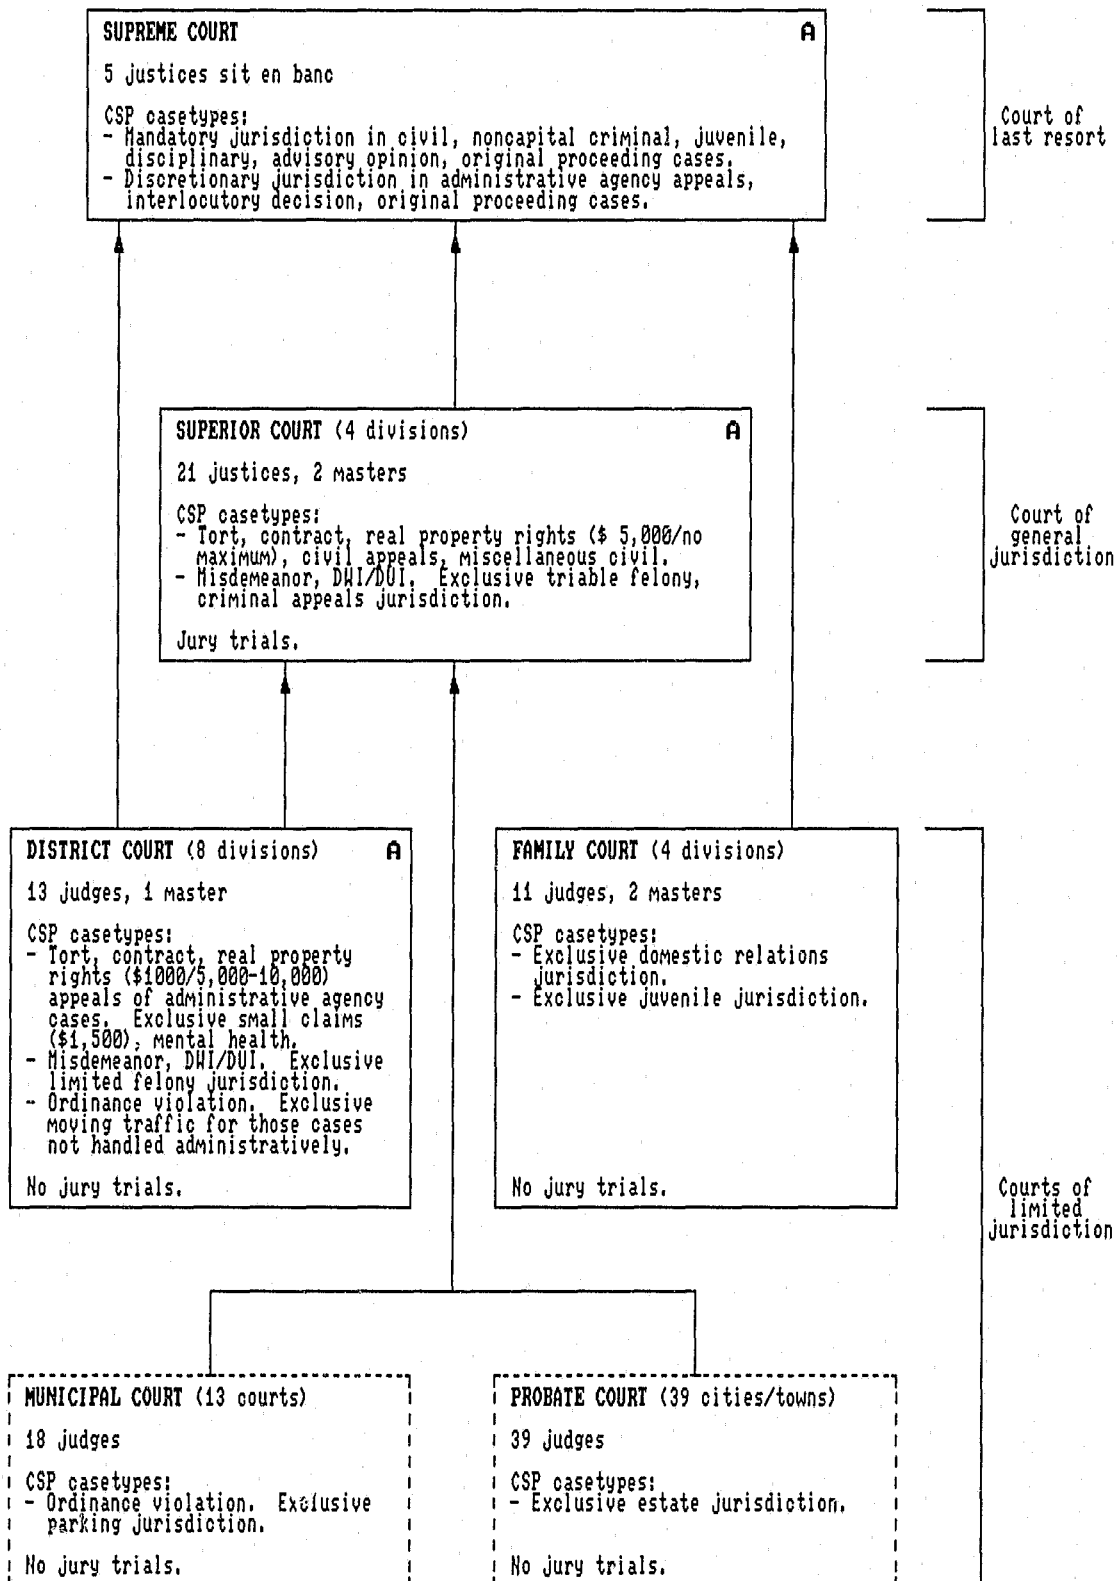 SUPREME COURT A
5 justices sit en banc
CSP casetypes:
- Mandatory jurisdiction in civil, noncapital criminal, juvenile,
disciplinary, advisory opinion, original proceeding cases.
- Discretionary jurisdiction in administrative agency appeals,
interlocutory decision, original proceeding cases.
Court of
last resort
SUPERIOR COURT (4 divisions) A
21 justices, 2 masters
CSP casetypes:
- Tort, contract, real property rights ($ 5,000/no
maximum), civil appeals, miscellaneous civil.
- Misdemeanor, DWI/DUI. Exclusive triable felony,
criminal appeals jurisdiction.
Jury trials.
Court of
general
jurisdiction
DISTRICT COURT (8 divisions) A
13 judges, 1 master
CSP casetypes:
- Tort, contract, real property
rights ($1000/5,000-10,000)
appeals of administrative agency
cases. Exclusive small claims
($1,500), mental health.
- Misdemeanor, DWI/DUI. Exclusive
limited felony jurisdiction.
- Ordinance violation. Exclusive
moving traffic for those cases
not handled administratively.
No jury trials.
FAMILY COURT (4 divisions)
11 judges, 2 masters
CSP casetypes:
- Exclusive domestic relations
jurisdiction.
- Exclusive juvenile jurisdiction.
No jury trials.
Courts of
limited
jurisdiction
MUNICIPAL COURT (13 courts)
18 judges
CSP casetypes:
- Ordinance violation. Exclusive
parking jurisdiction.
No jury trials.
PROBATE COURT (39 cities/towns)
39 judges
CSP casetypes:
- Exclusive estate jurisdiction.
No jury trials.